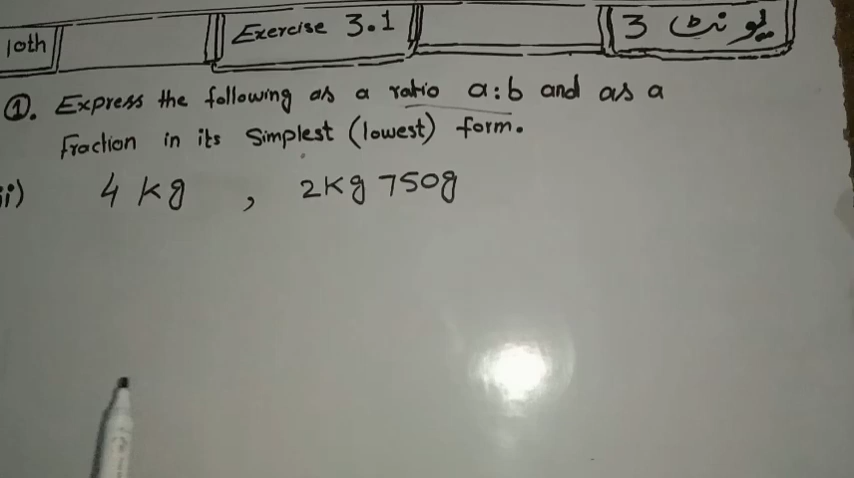 10th Exercise 3.1 یونٹ 3
①. Express the following as a ratio a:b and as a
fraction in its simplest (lowest) form.
ii) 4 kg , 2kg 750g